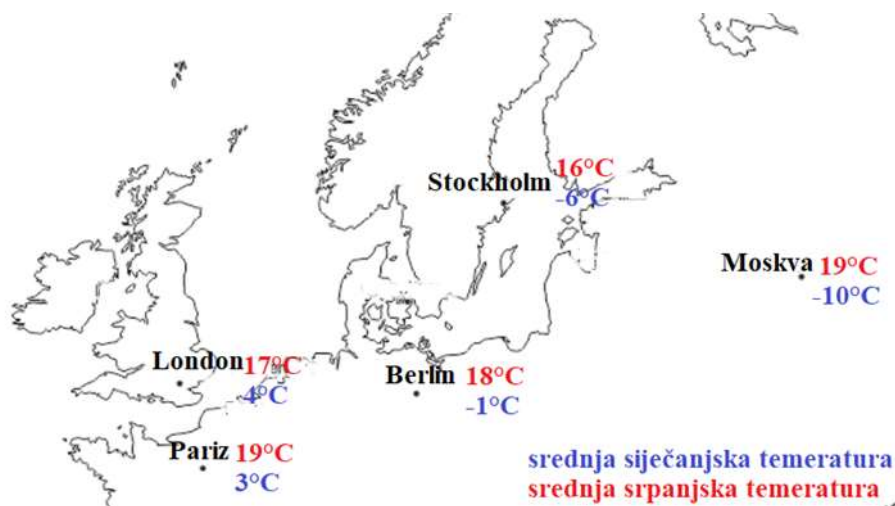 16°C
Stockholm
-6°C
Moskva 19°C
-10°C
London 17°C
4°C
Berlin 18°C
-1°C
Pariz 19°C
3°C
srednja siječanjska temeratura
srednja srpanjska temeratura